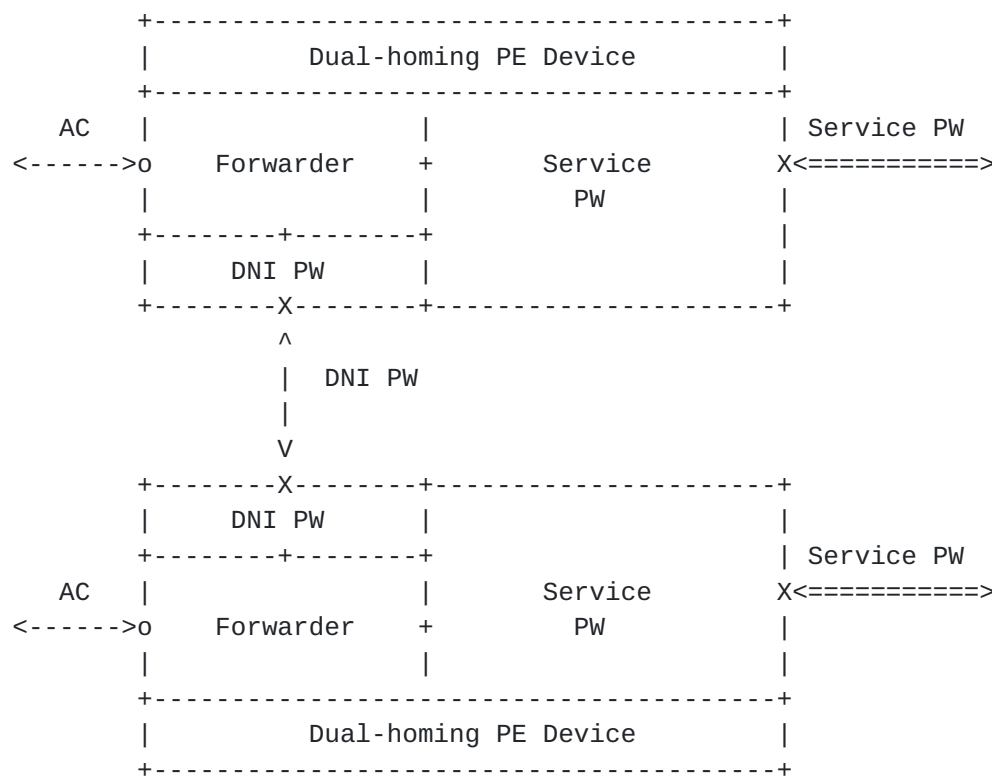 Dual-homing PE Device
AC Service PW
Forwarder Service
PW
DNI PW
DNI PW
DNI PW
Service PW
AC Service
Forwarder PW
Dual-homing PE Device